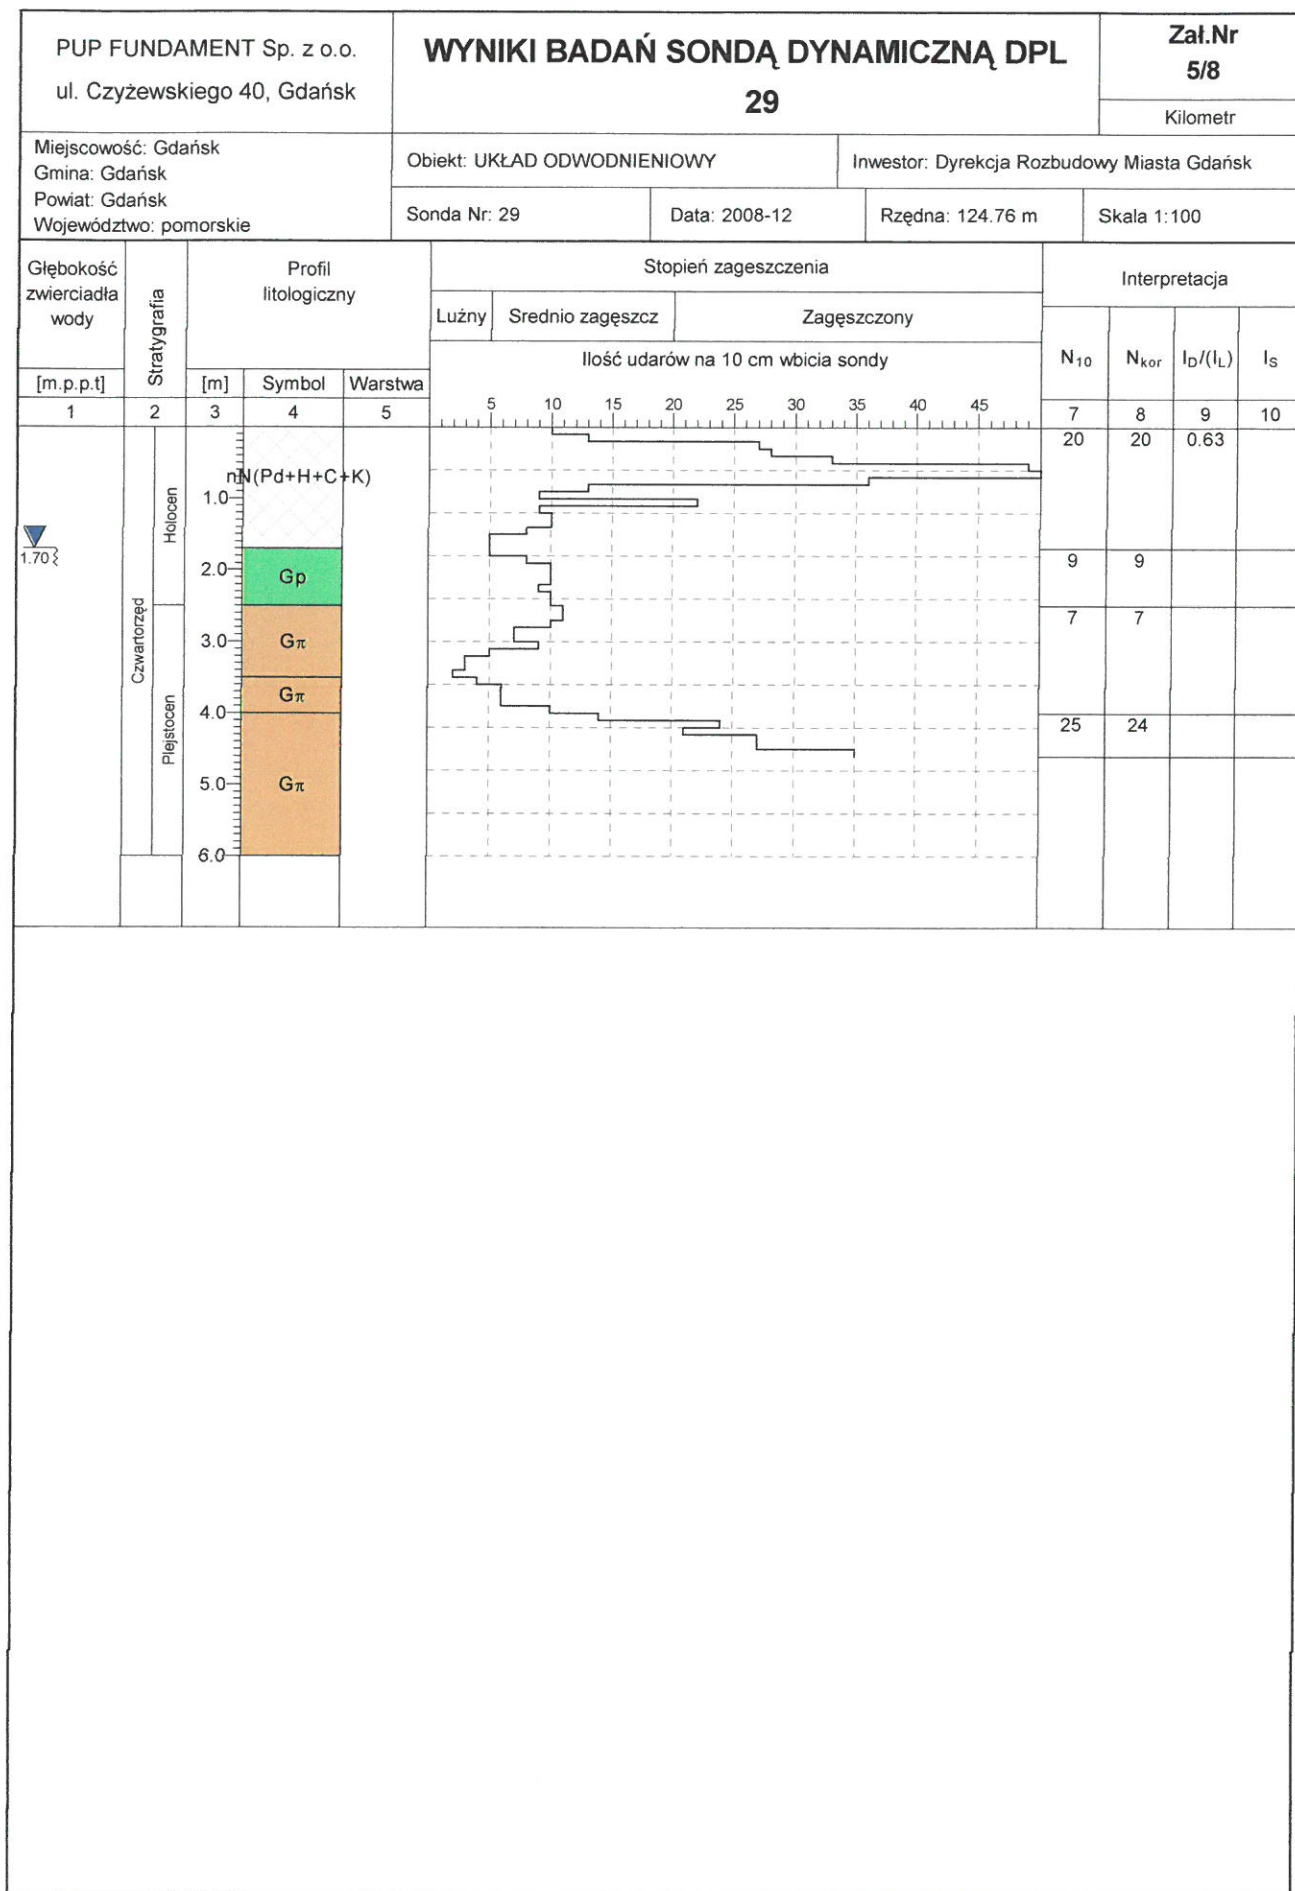 PUP FUNDAMENT Sp. z o.o.
ul. Czyżewskiego 40, Gdańsk
WYNIKI BADAŃ SONDĄ DYNAMICZNĄ DPL
29
Zał.Nr
5/8
Kilometr
Miejscowość: Gdańsk
Gmina: Gdańsk
Powiat: Gdańsk
Województwo: pomorskie
Obiekt: UKŁAD ODWODNIENIOWY
Inwestor: Dyrekcja Rozbudowy Miasta Gdańsk
Sonda Nr: 29
Data: 2008-12
Rzędna: 124.76 m
Skala 1:100
Głębokość
zwierciadła
wody
[m.p.p.t]
Stratygrafia
Profil
litologiczny
[m]
Symbol
Warstwa
Stopień zageszczenia
Luźny
Srednio zagęszcz
Zagęszczony
Ilość udarów na 10 cm wbicia sondy
Interpretacja
N10
Nkor
ID/(IL)
IS
1 2 3 4 5
5 10 15 20 25 30 35 40 45
7 8 9 10
20 20 0.63
nN(Pd+H+C+K)
1.0
Holocen
1.70
9 9
2.0
Gp
7 7
Czwartorzęd
3.0
Gπ
Gπ
4.0
25 24
Plejstocen
5.0
Gπ
6.0